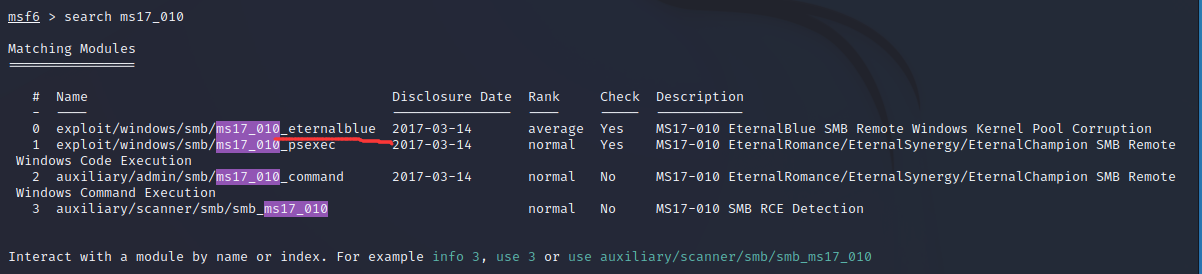 msf6 > search ms17_010
Matching Modules
================
# Name Disclosure Date Rank Check Description
- ---- --------------- ---- ----- -----------
0 exploit/windows/smb/ms17_010_eternalblue 2017-03-14 average Yes MS17-010 EternalBlue SMB Remote Windows Kernel Pool Corruption
1 exploit/windows/smb/ms17_010_psexec 2017-03-14 normal Yes MS17-010 EternalRomance/EternalSynergy/EternalChampion SMB Remote
Windows Code Execution
2 auxiliary/admin/smb/ms17_010_command 2017-03-14 normal No MS17-010 EternalRomance/EternalSynergy/EternalChampion SMB Remote
Windows Command Execution
3 auxiliary/scanner/smb/smb_ms17_010 normal No MS17-010 SMB RCE Detection
Interact with a module by name or index. For example info 3, use 3 or use auxiliary/scanner/smb/smb_ms17_010